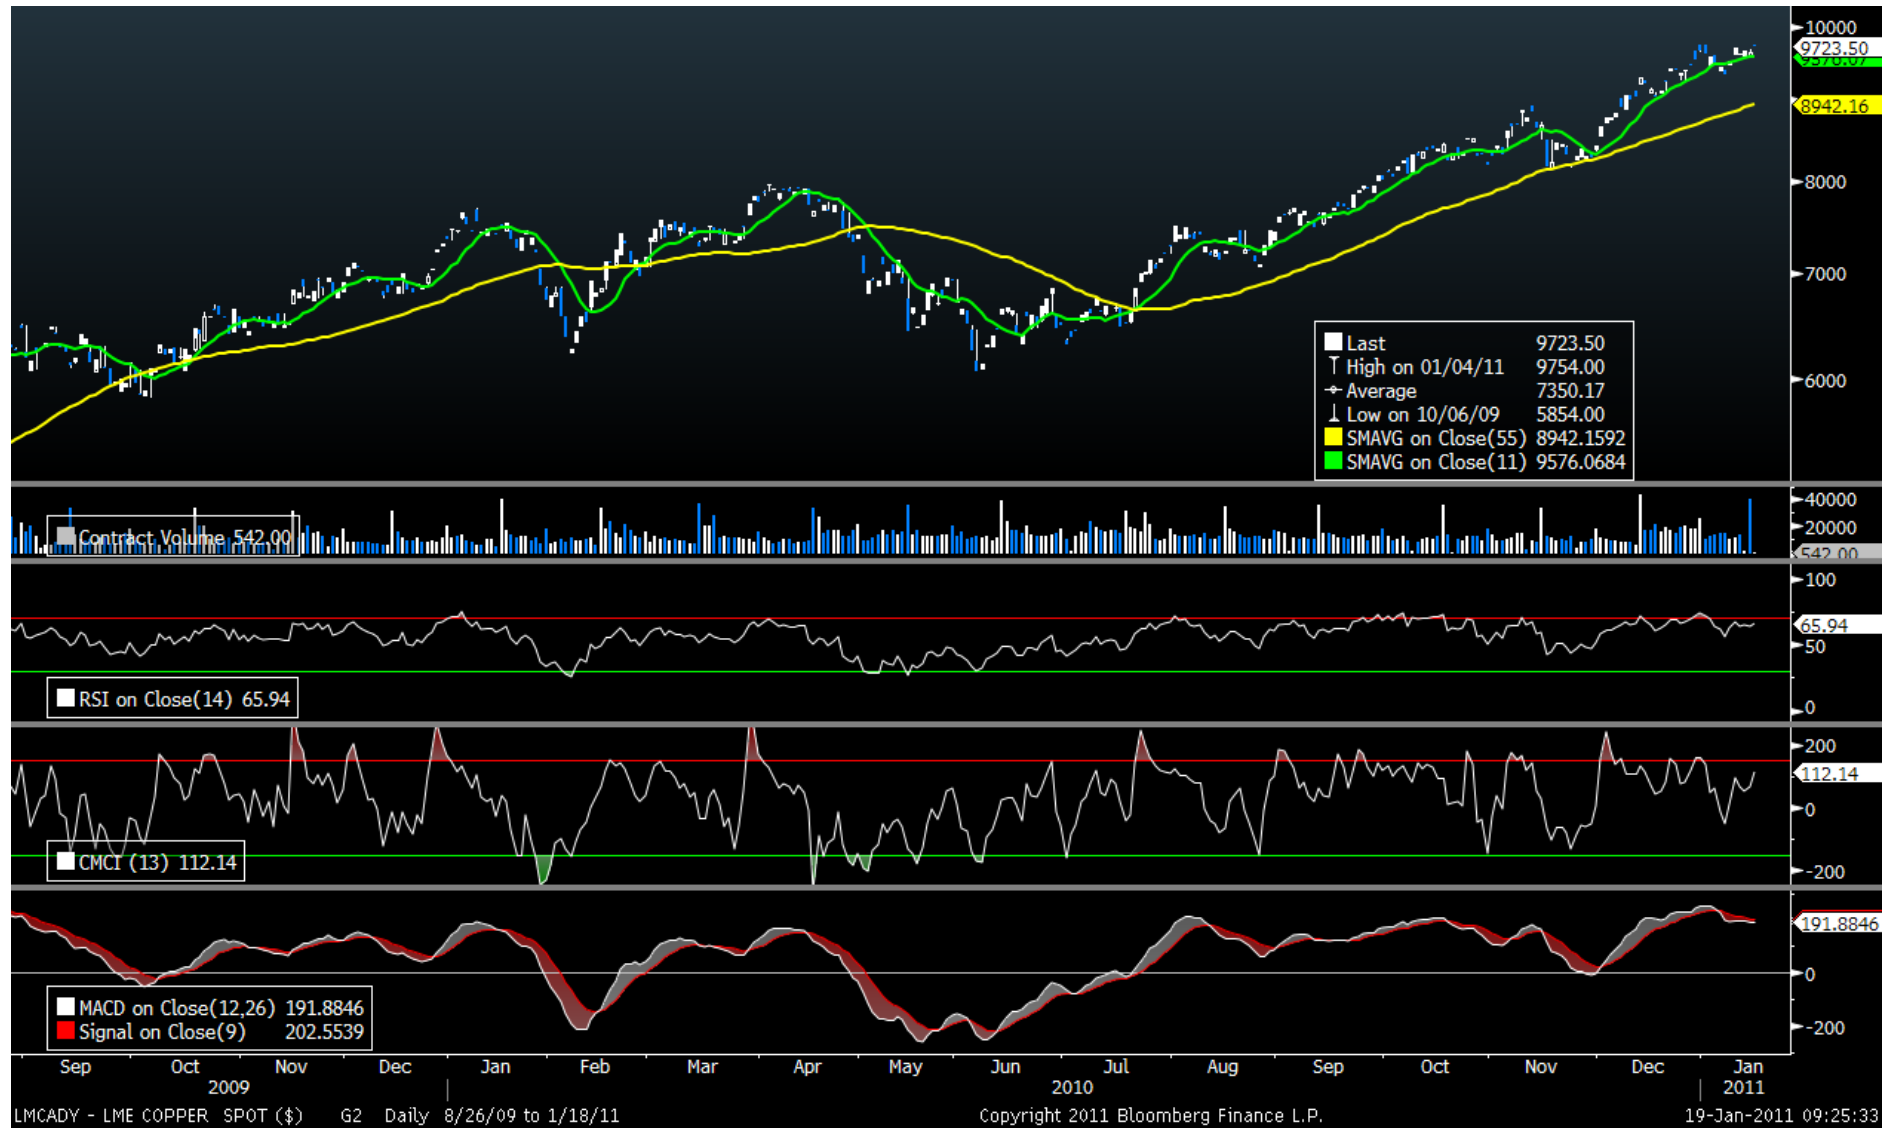 10000
9723.50
9576.07
8942.16
8000
7000
6000
Last 9723.50
High on 01/04/11 9754.00
Average 7350.17
Low on 10/06/09 5854.00
SMAVG on Close(55) 8942.1592
SMAVG on Close(11) 9576.0684
40000
20000
542.00
Contract Volume 542.00
100
65.94
50
0
RSI on Close(14) 65.94
200
112.14
0
-200
CMCI (13) 112.14
191.8846
0
-200
MACD on Close(12,26) 191.8846
Signal on Close(9) 202.5539
Sep Oct Nov Dec Jan Feb Mar Apr May Jun Jul Aug Sep Oct Nov Dec Jan
2009 2010 2011
LMCADY - LME COPPER SPOT ($) G2 Daily 8/26/09 to 1/18/11 Copyright 2011 Bloomberg Finance L.P. 19-Jan-2011 09:25:33